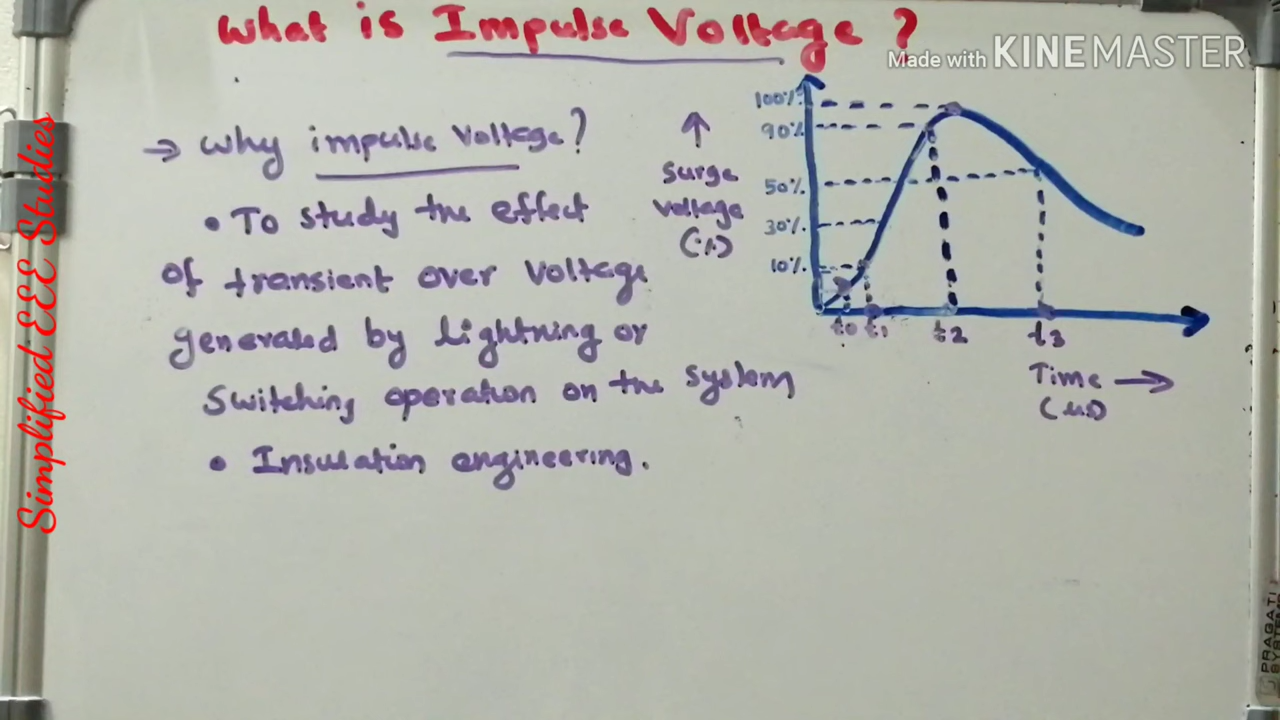 What is Impulse Voltage ?
Made with KINEMASTER
→ Why impulse Voltage?
• To study the effect
of transient over voltage
generated by lightning or
Switching operation on the system
• Insulation engineering.
↑
Surge
Voltage
(%)
100%
90%
50%
30%
10%
t0 t1 t2 t3
Time →
(μs)
Simplified EEE Studies
PRAGATI